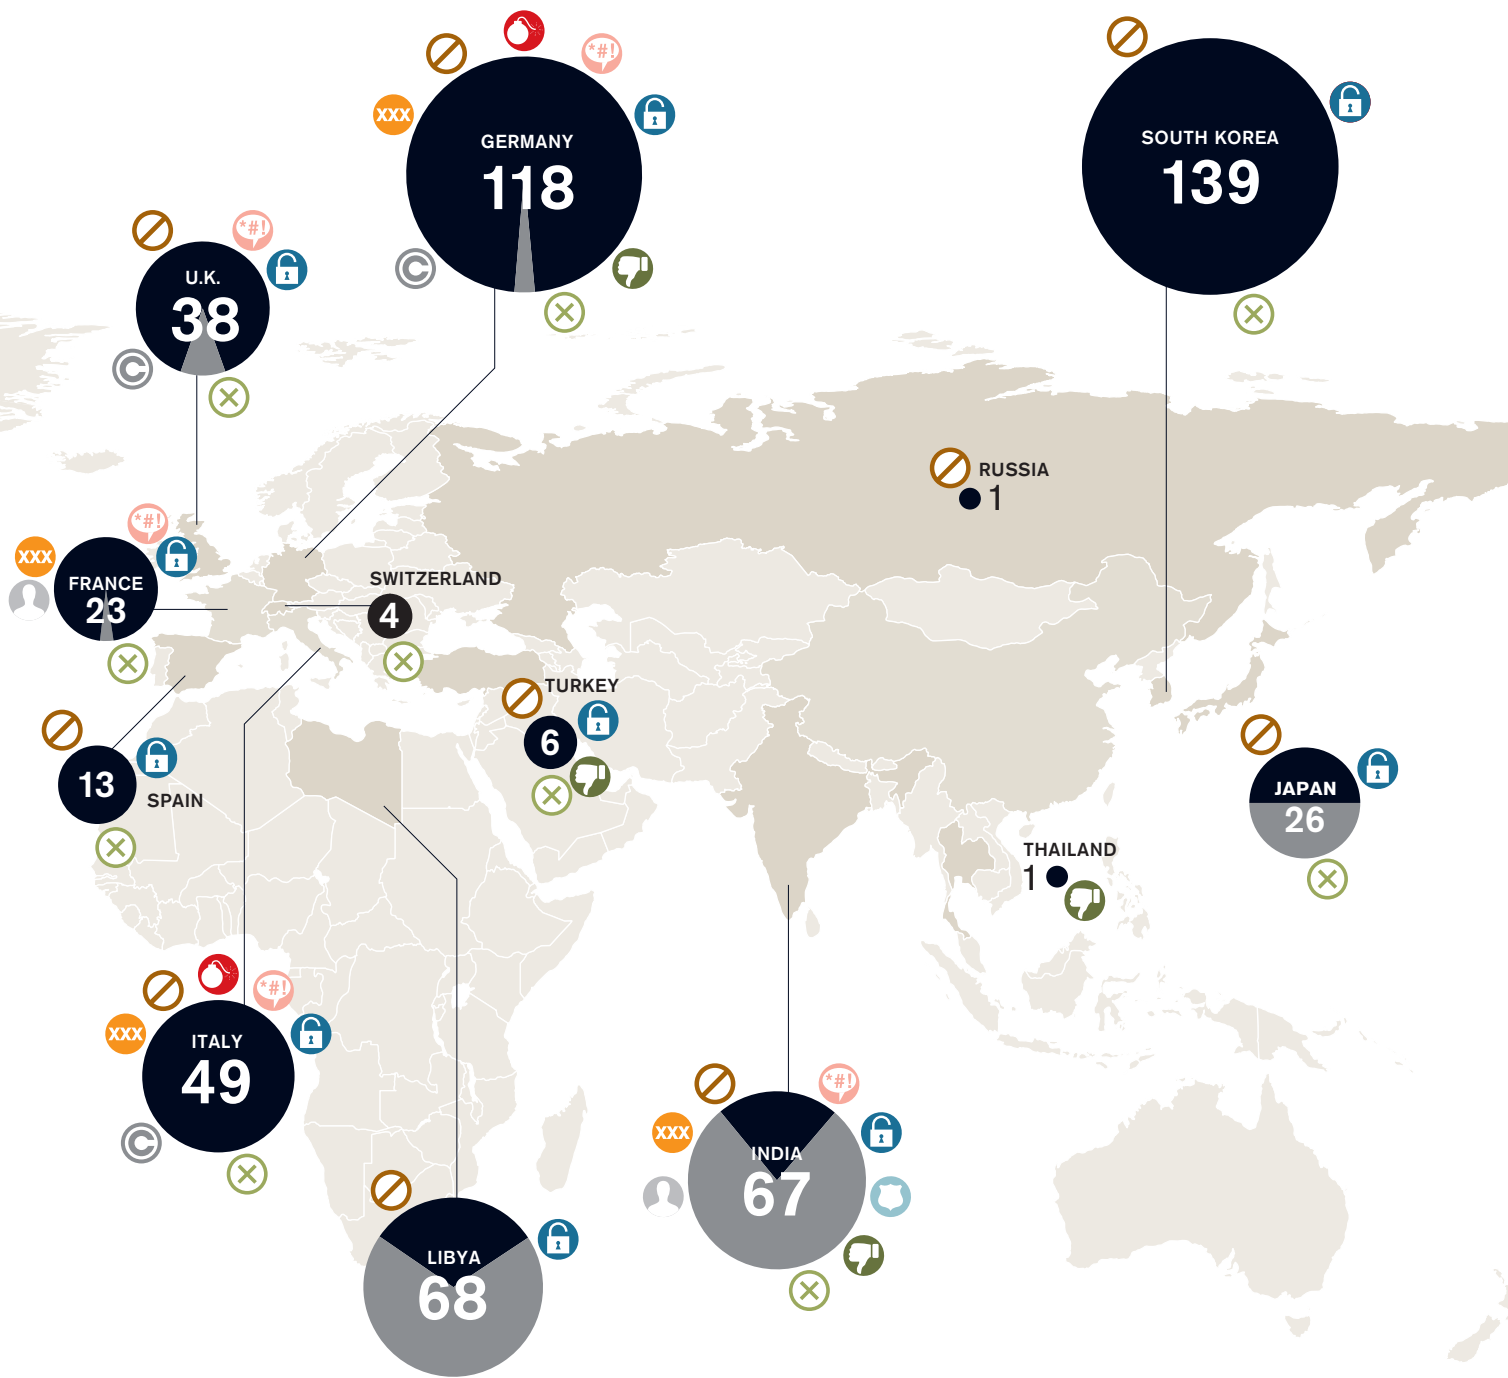 *#!
XXX
GERMANY
118
©
SOUTH KOREA
139
*#!
U.K.
38
©
RUSSIA
1
*#!
XXX
FRANCE
23
SWITZERLAND
4
TURKEY
6
13
SPAIN
JAPAN
26
THAILAND
1
*#!
XXX
ITALY
49
©
*#!
XXX
INDIA
67
LIBYA
68